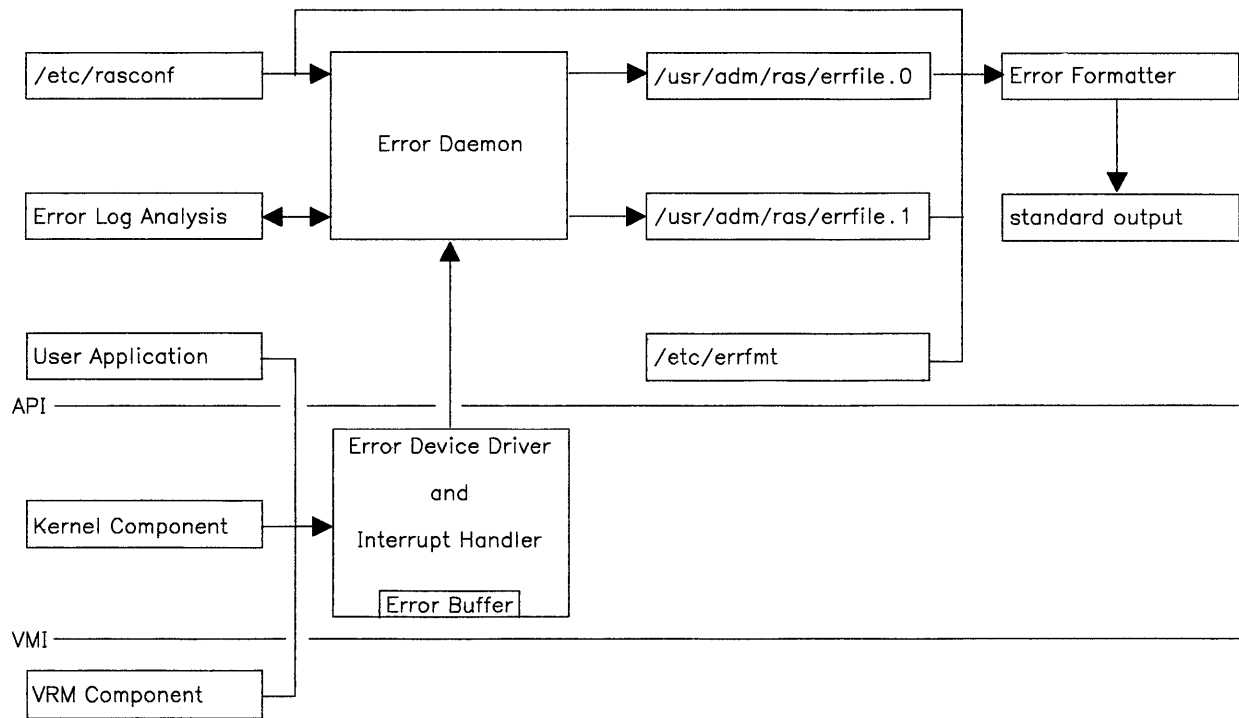 /etc/rasconf
/usr/adm/ras/errfile.0
Error Formatter
Error Daemon
Error Log Analysis
/usr/adm/ras/errfile.1
standard output
User Application
/etc/errfmt
API
Error Device Driver
and
Kernel Component
Interrupt Handler
Error Buffer
VMI
VRM Component